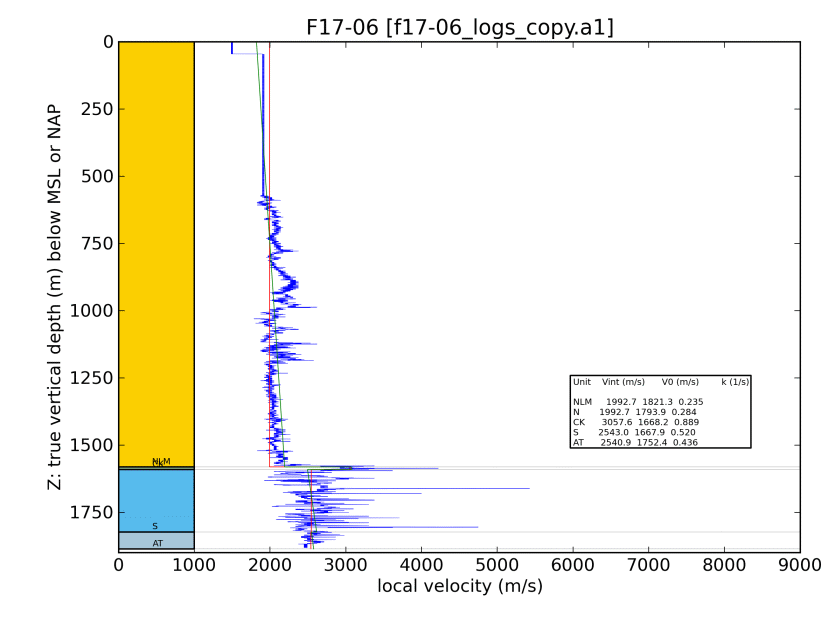 F17-06 [f17-06_logs_copy.a1]
Z: true vertical depth (m) below MSL or NAP
0
250
500
750
1000
1250
1500
1750
NLM
S
AT
Unit Vint (m/s) V0 (m/s) k (1/s)
NLM 1992.7 1821.3 0.235
N 1992.7 1793.9 0.284
CK 3057.6 1668.2 0.889
S 2543.0 1667.9 0.520
AT 2540.9 1752.4 0.436
0 1000 2000 3000 4000 5000 6000 7000 8000 9000
local velocity (m/s)